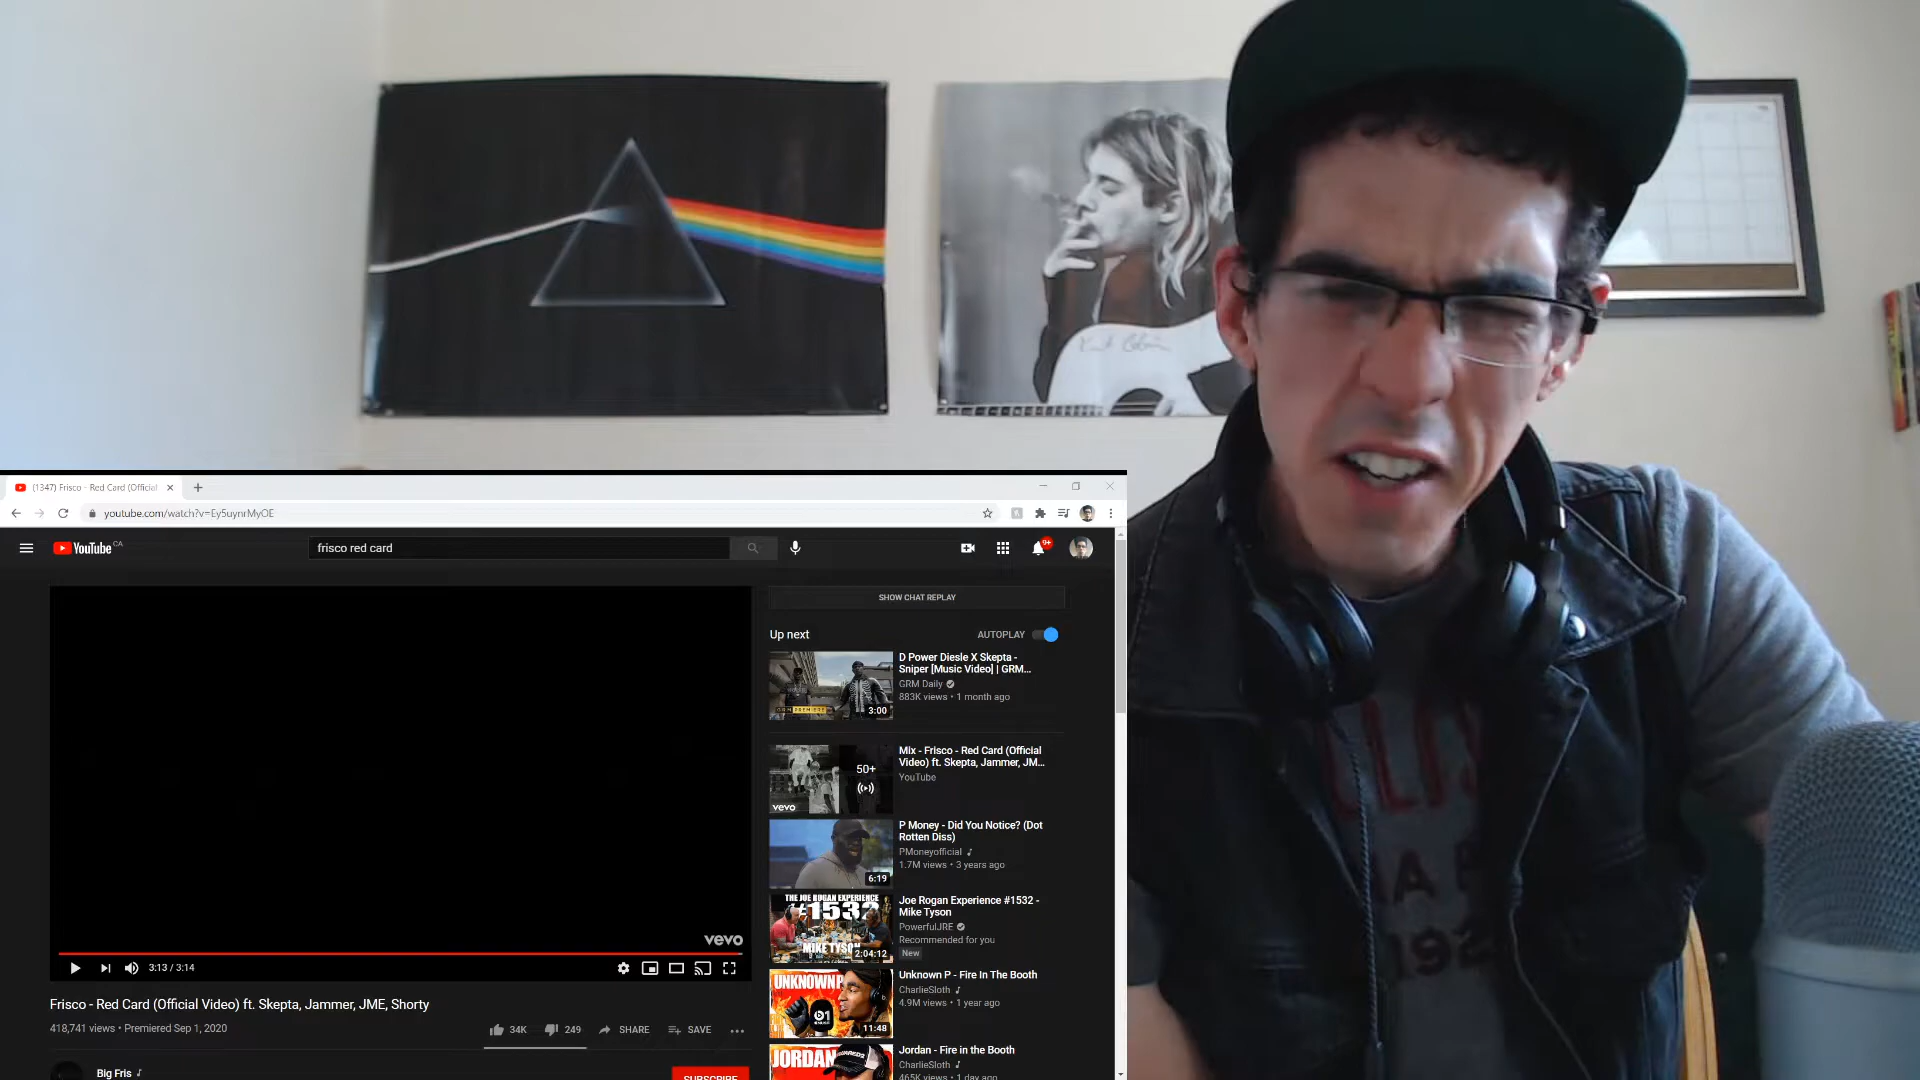 Kurt Cobain
(1347) Frisco - Red Card (Official
youtube.com/watch?v=Ey5uynrMyOE
YouTube CA
frisco red card
9+
SHOW CHAT REPLAY
Up next
AUTOPLAY
D Power Diesle X Skepta -
Sniper [Music Video] | GRM...
GRM Daily
883K views • 1 month ago
3:00
Mix - Frisco - Red Card (Official
Video) ft. Skepta, Jammer, JM...
YouTube
50+
vevo
P Money - Did You Notice? (Dot
Rotten Diss)
PMoneyofficial
1.7M views • 3 years ago
6:19
THE JOE ROGAN EXPERIENCE
#1532
MIKE TYSON
2:04:12
Joe Rogan Experience #1532 -
Mike Tyson
PowerfulJRE
Recommended for you
New
UNKNOWN P
11:48
Unknown P - Fire In The Booth
CharlieSloth
4.9M views • 1 year ago
JORDAN
Jordan - Fire in the Booth
CharlieSloth
465K views • 1 day ago
vevo
3:13 / 3:14
Frisco - Red Card (Official Video) ft. Skepta, Jammer, JME, Shorty
418,741 views • Premiered Sep 1, 2020
34K
249
SHARE
SAVE
Big Fris
SUBSCRIBE